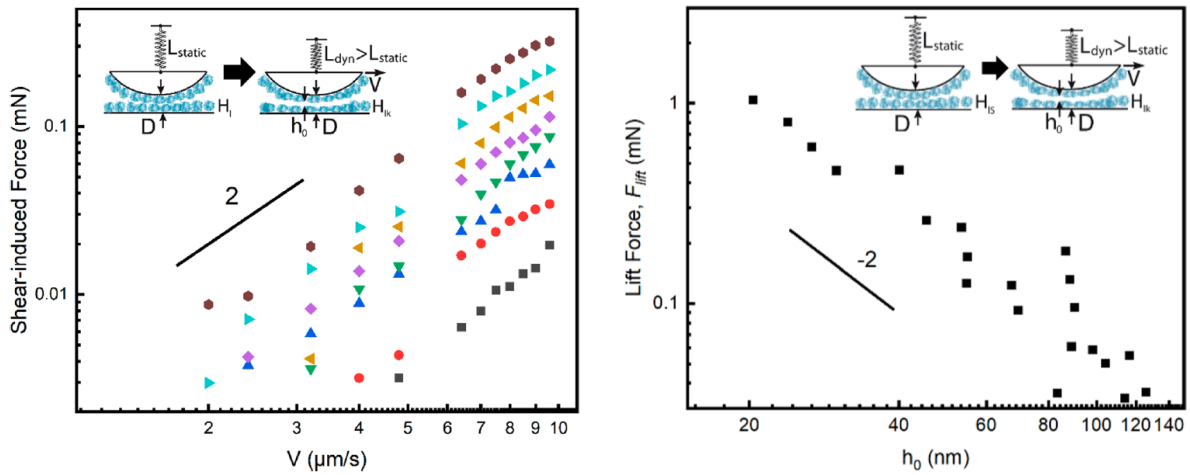 Shear-induced Force (mN)
0.1
0.01
2
3
4
5
6
7
8
9
10
V (μm/s)
2
L_static
L_dyn>L_static
V
H_l
H_lk
D
h_0
D
Lift Force, F_lift (mN)
1
0.1
20
40
60
80
100
120
140
h_0 (nm)
-2
L_static
L_dyn>L_static
V
H_IS
H_lk
D
h_0
D